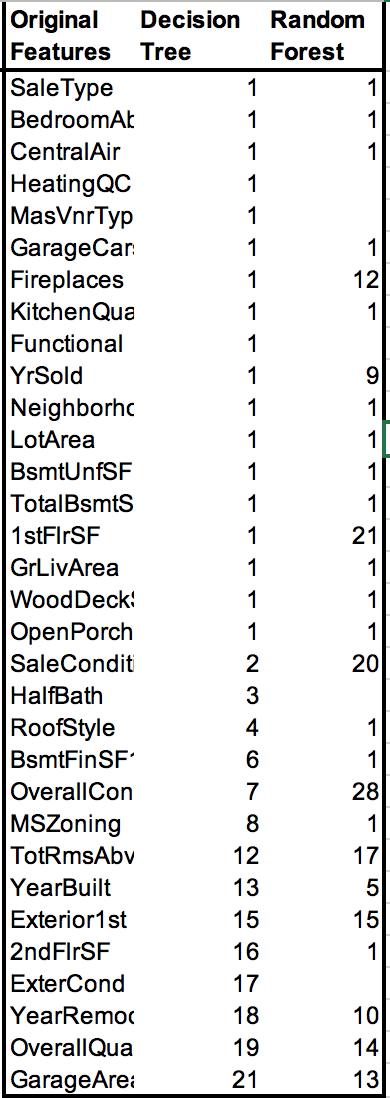 Original Decision Random
Features Tree Forest
SaleType 1 1
BedroomAb 1 1
CentralAir 1 1
HeatingQC 1
MasVnrTyp 1
GarageCar 1 1
Fireplaces 1 12
KitchenQua 1 1
Functional 1
YrSold 1 9
Neighborho 1 1
LotArea 1 1
BsmtUnfSF 1 1
TotalBsmtS 1 1
1stFlrSF 1 21
GrLivArea 1 1
WoodDeckS 1 1
OpenPorch 1 1
SaleConditi 2 20
HalfBath 3
RoofStyle 4 1
BsmtFinSF1 6 1
OverallCon 7 28
MSZoning 8 1
TotRmsAbv 12 17
YearBuilt 13 5
Exterior1st 15 15
2ndFlrSF 16 1
ExterCond 17
YearRemod 18 10
OverallQua 19 14
GarageArea 21 13